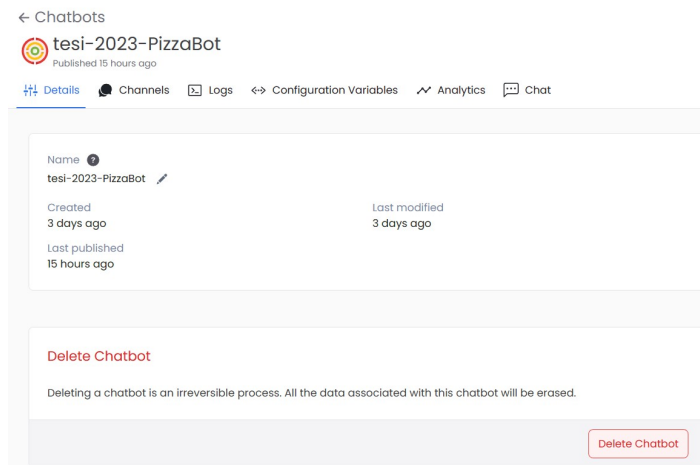 ← Chatbots
tesi-2023-PizzaBot
Published 15 hours ago
Details Channels Logs Configuration Variables Analytics Chat
Name ?
tesi-2023-PizzaBot
Created Last modified
3 days ago 3 days ago
Last published
15 hours ago
Delete Chatbot
Deleting a chatbot is an irreversible process. All the data associated with this chatbot will be erased.
Delete Chatbot